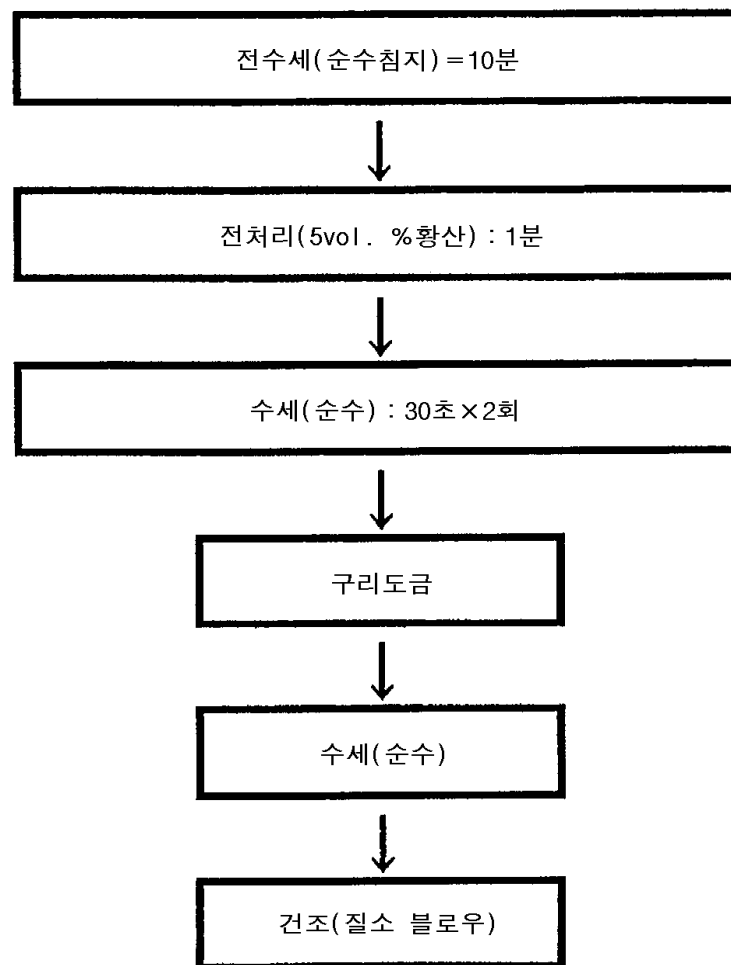 전수세(순수침지)=10분
전처리(5vol. %황산) : 1분
수세(순수) : 30초×2회
구리도금
수세(순수)
건조(질소 블로우)